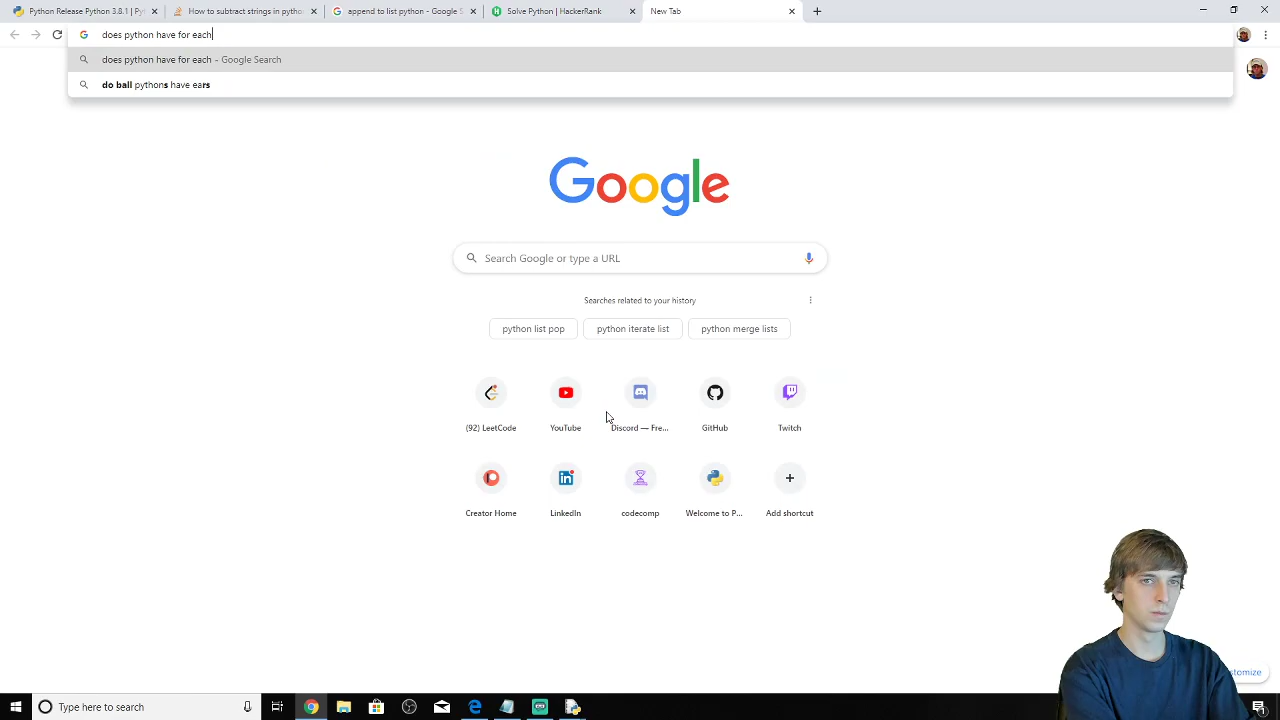 Python Release Python 3.8.1 | Py
How to subtract strings in pytho
append to list python - Google S
Solve Python | HackerRank
New Tab
does python have for each
does python have for each - Google Search
do ball pythons have ears
Google
Search Google or type a URL
Searches related to your history
python list pop
python iterate list
python merge lists
(92) LeetCode
YouTube
Discord — Fre...
GitHub
Twitch
Creator Home
LinkedIn
codecomp
Welcome to P...
Add shortcut
stomize
Type here to search